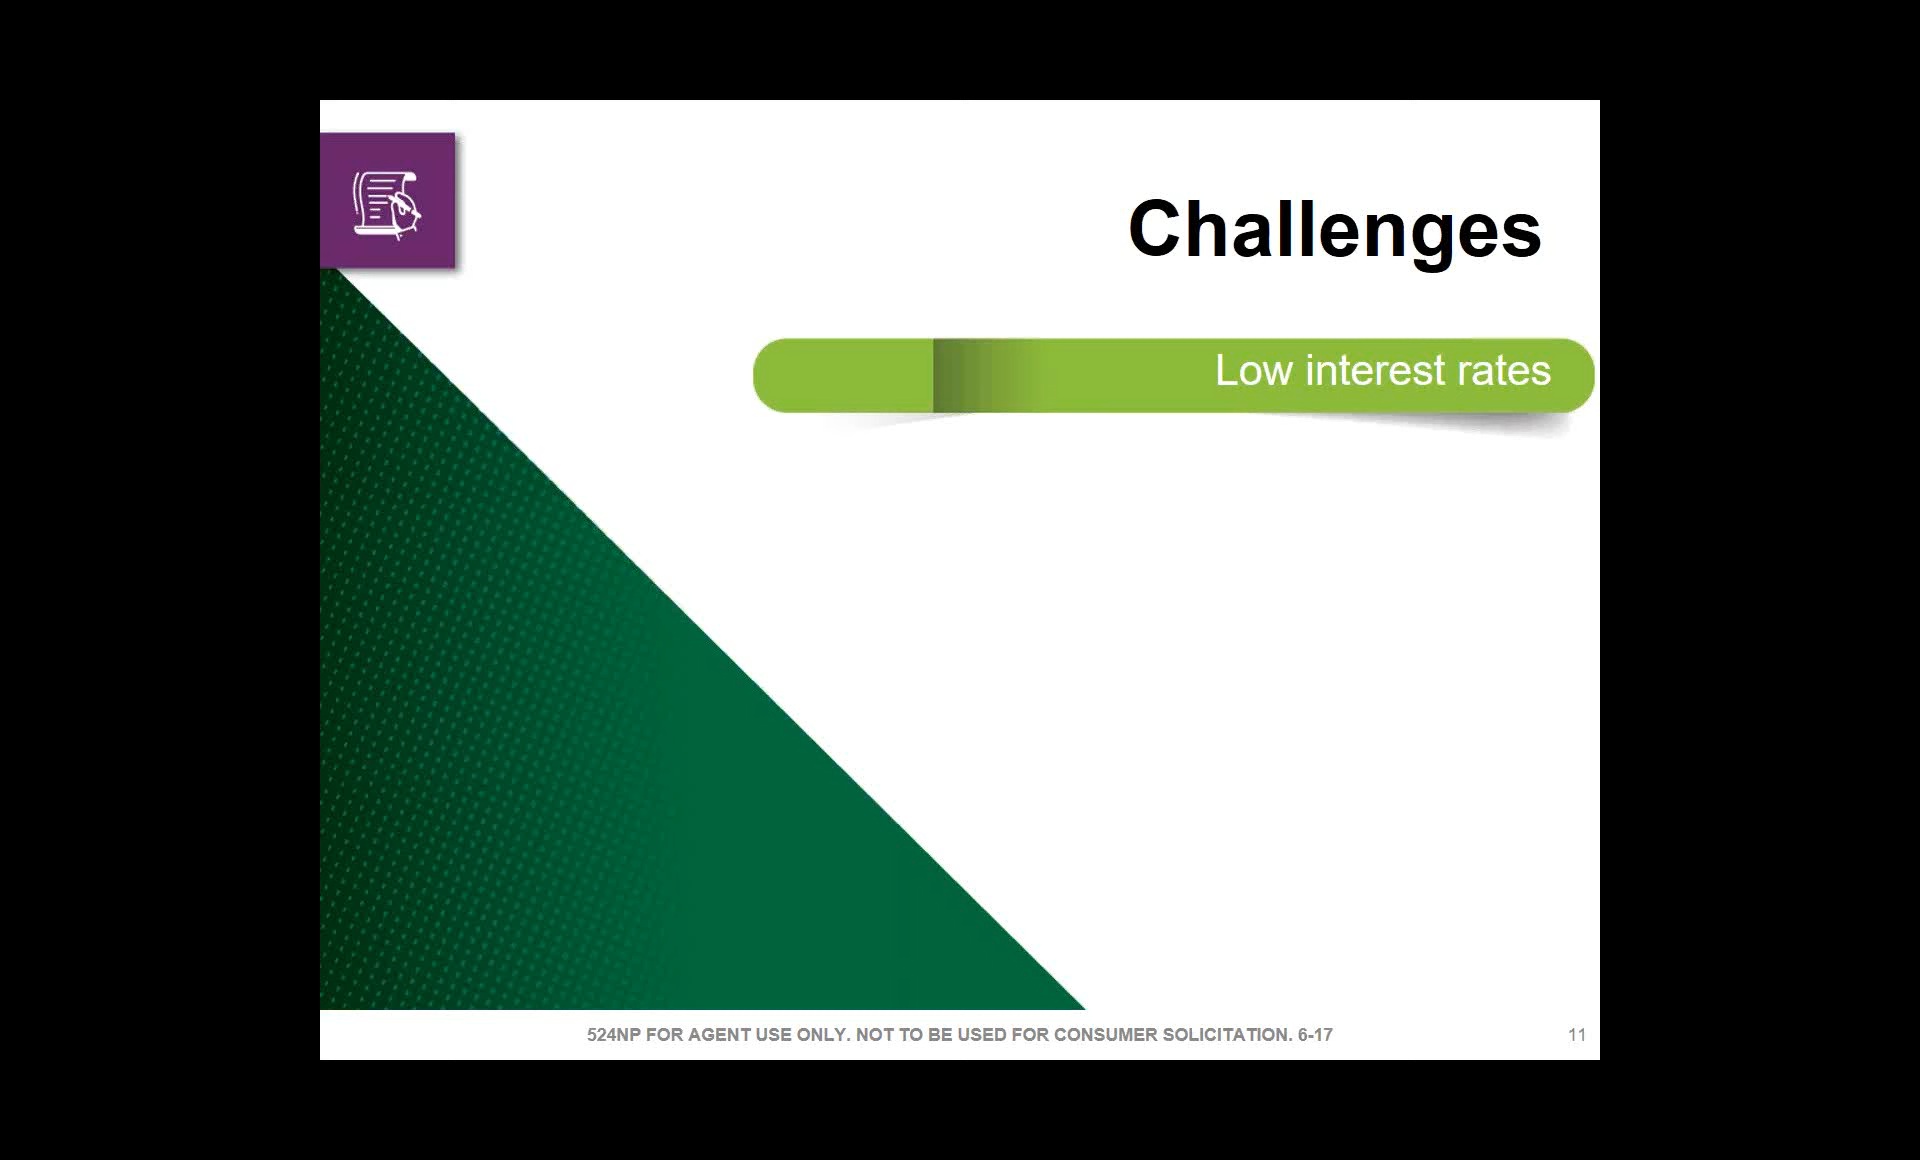 Challenges
Low interest rates
524NP FOR AGENT USE ONLY. NOT TO BE USED FOR CONSUMER SOLICITATION. 6-17
11